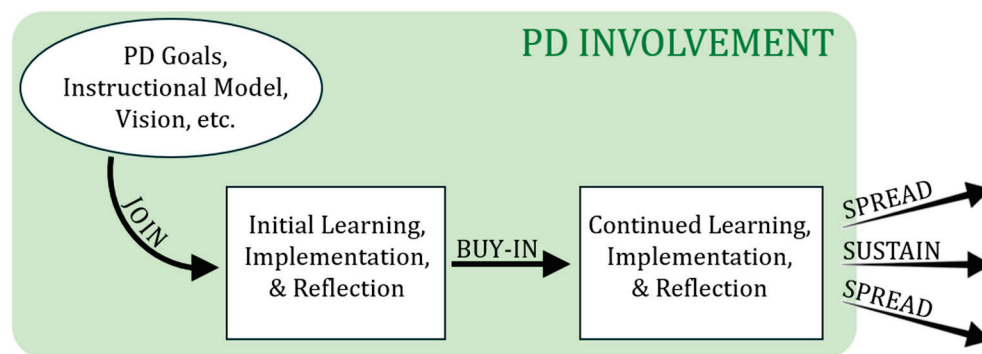 PD INVOLVEMENT
PD Goals,
Instructional Model,
Vision, etc.
JOIN
Initial Learning,
Implementation,
& Reflection
BUY-IN
Continued Learning,
Implementation,
& Reflection
SPREAD
SUSTAIN
SPREAD